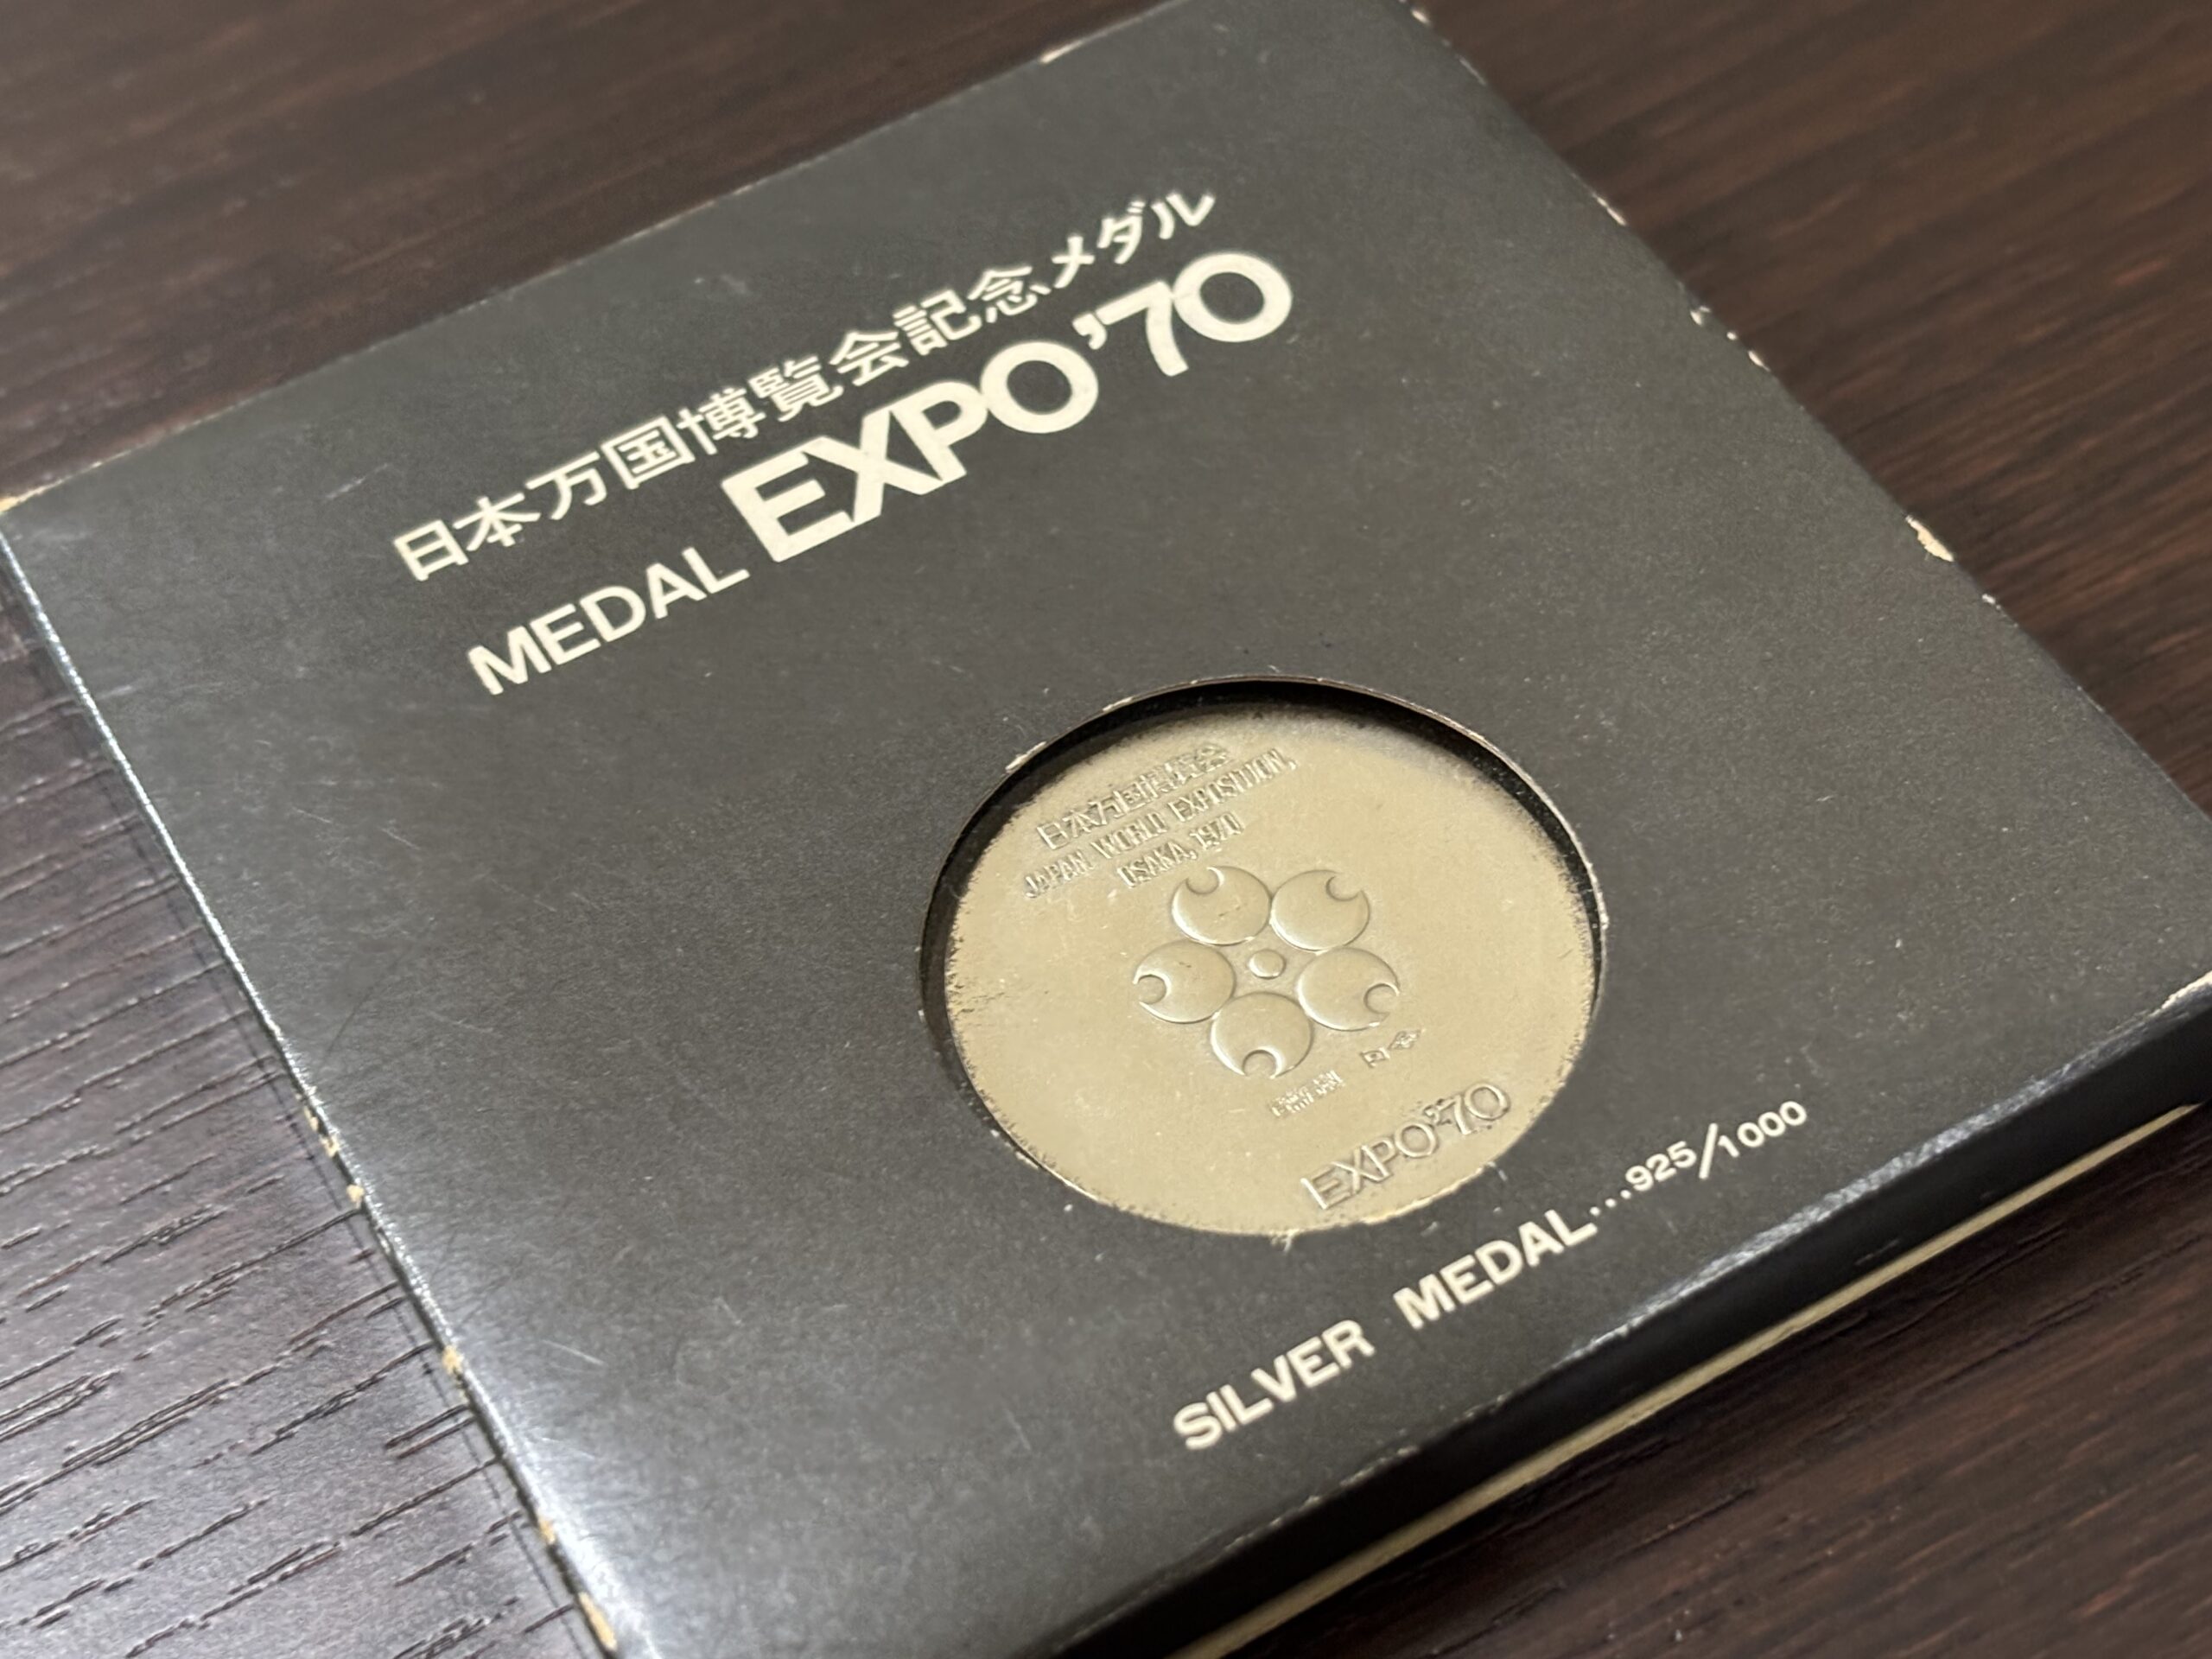 日本万国博覧会記念メダル
MEDAL EXPO'70
日本万国博覧会
JAPAN WORLD EXPOSITION,
OSAKA, 1970
EXPO'70
SILVER MEDAL...925/1000